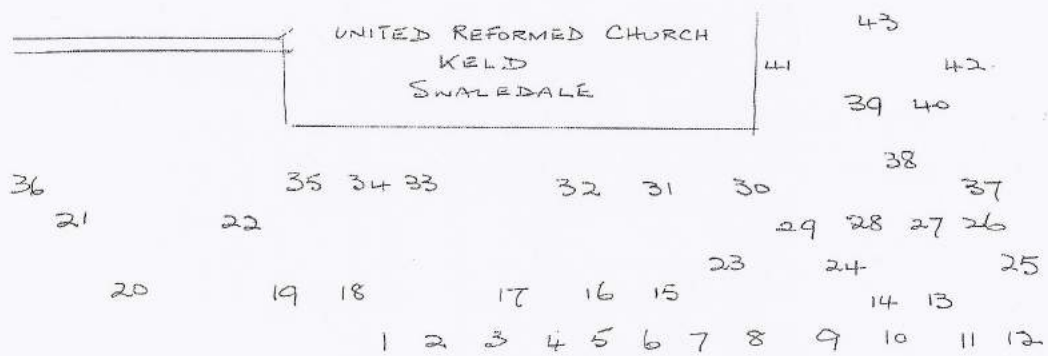 UNITED REFORMED CHURCH
KELD
SWALEDALE
43
41 42.
39 40
38
36 35 34 33 32 31 30 37
21 22 29 28 27 26
23 24 25
20 19 18 17 16 15 14 13
1 2 3 4 5 6 7 8 9 10 11 12